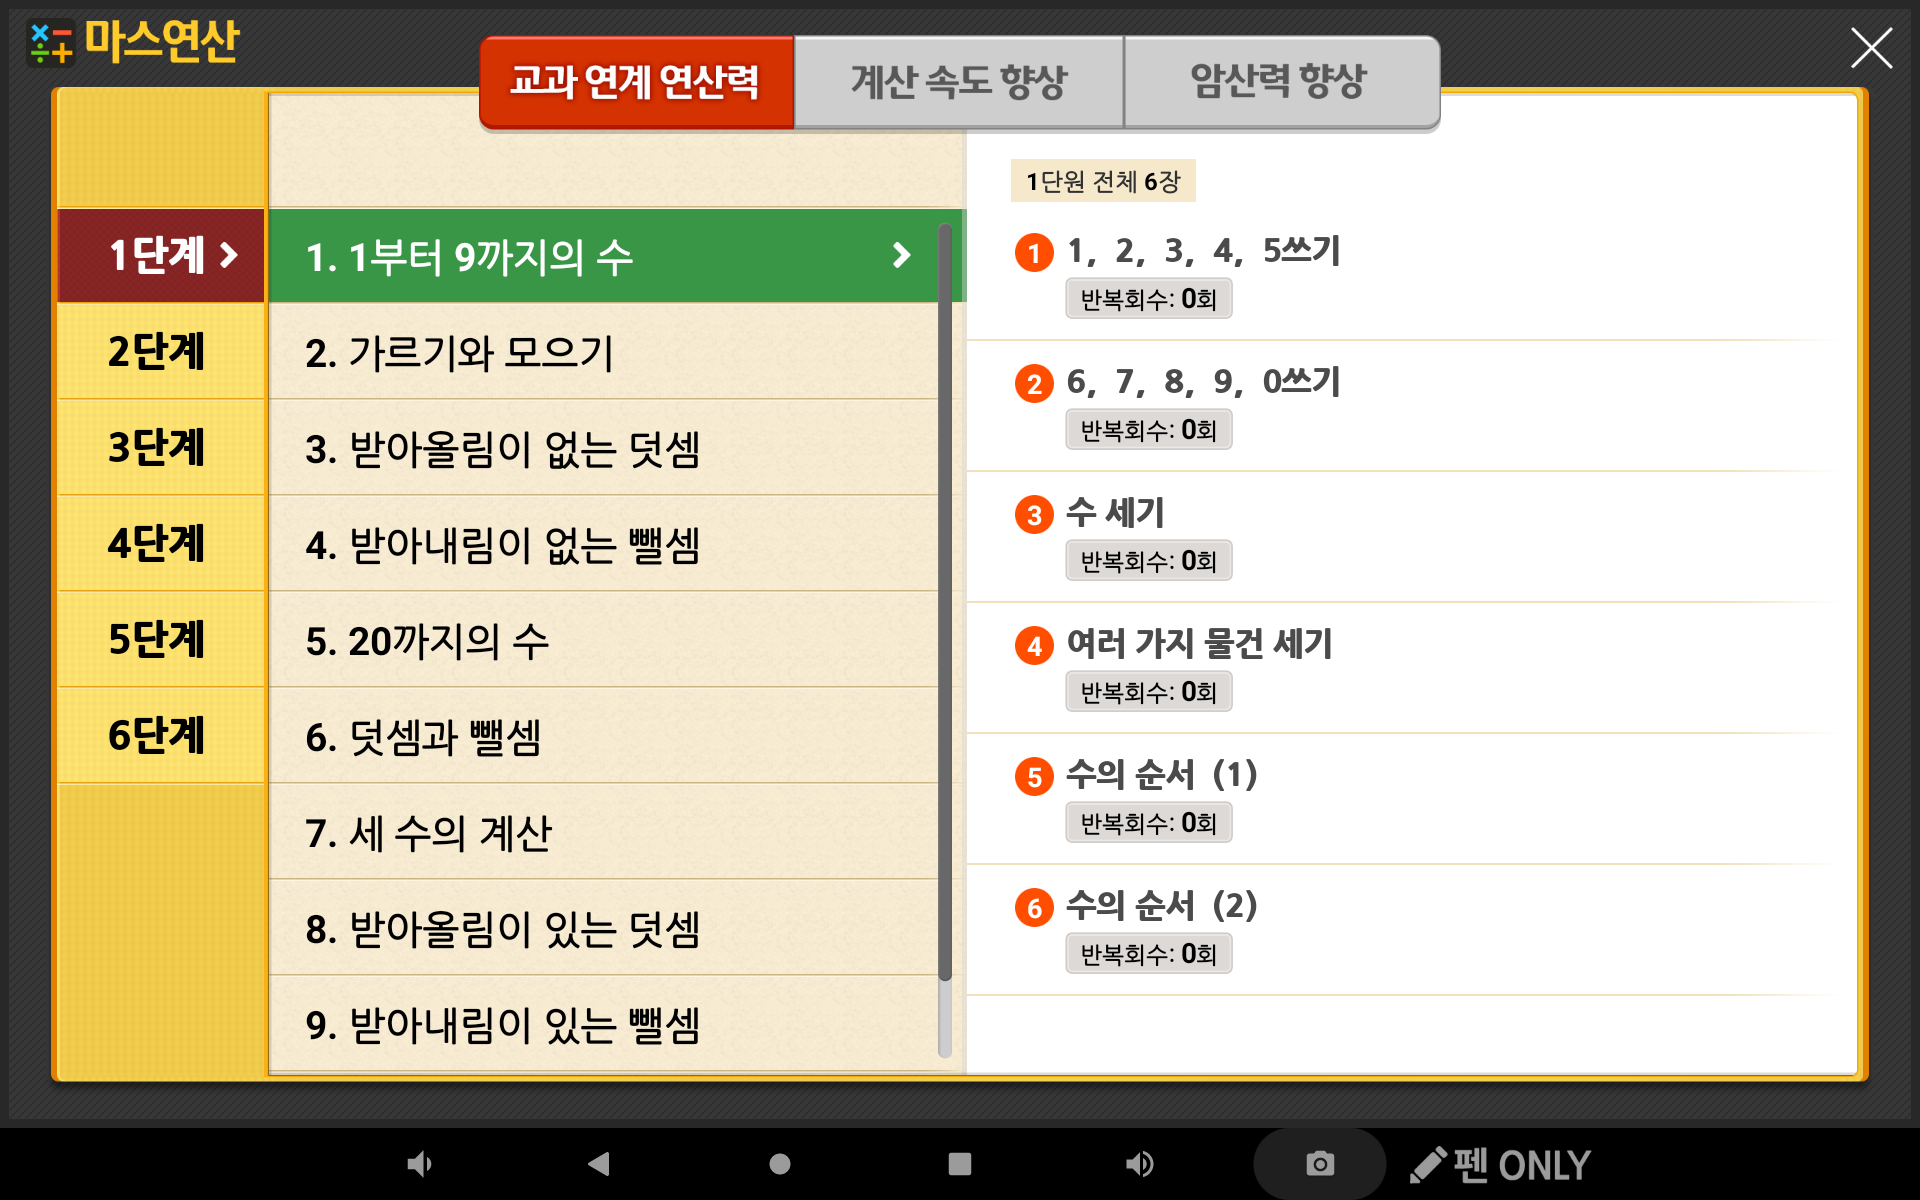 마스연산
교과 연계 연산력
계산 속도 향상
암산력 향상
1단계
2단계
3단계
4단계
5단계
6단계
1. 1부터 9까지의 수
2. 가르기와 모으기
3. 받아올림이 없는 덧셈
4. 받아내림이 없는 뺄셈
5. 20까지의 수
6. 덧셈과 뺄셈
7. 세 수의 계산
8. 받아올림이 있는 덧셈
9. 받아내림이 있는 뺄셈
1단원 전체 6장
1 1, 2, 3, 4, 5쓰기
반복회수: 0회
2 6, 7, 8, 9, 0쓰기
반복회수: 0회
3 수 세기
반복회수: 0회
4 여러 가지 물건 세기
반복회수: 0회
5 수의 순서 (1)
반복회수: 0회
6 수의 순서 (2)
반복회수: 0회
펜 ONLY